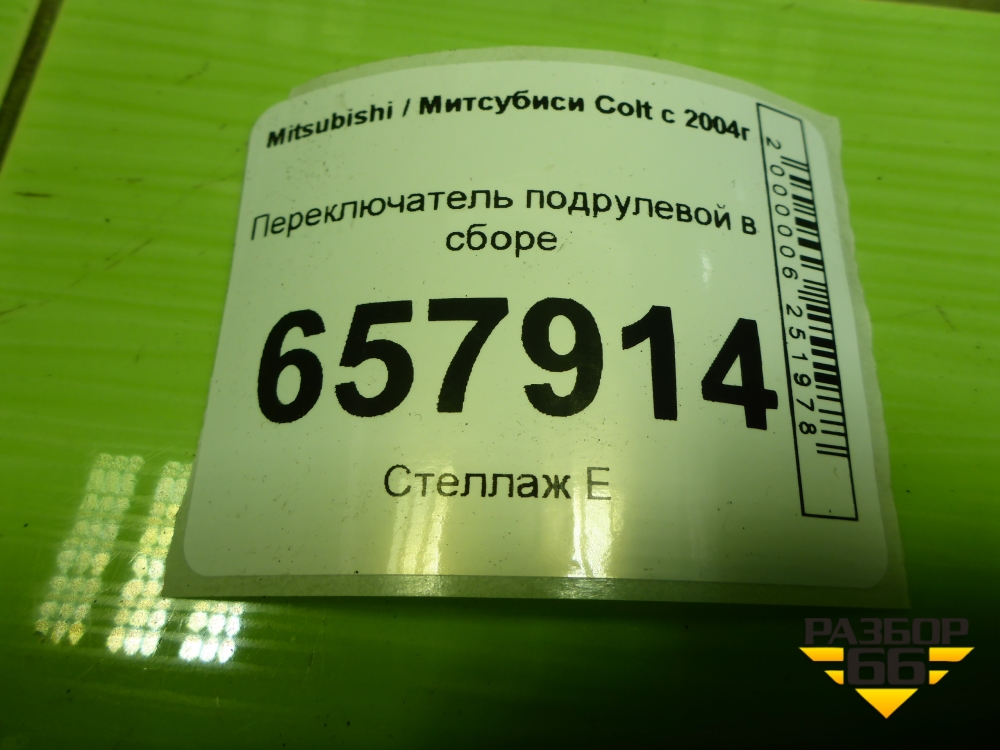 Mitsubishi / Митсубиси Colt с 2004г
Переключатель подрулевой в
сборе
657914
Стеллаж Е
2000006251978
РАЗБОР
66